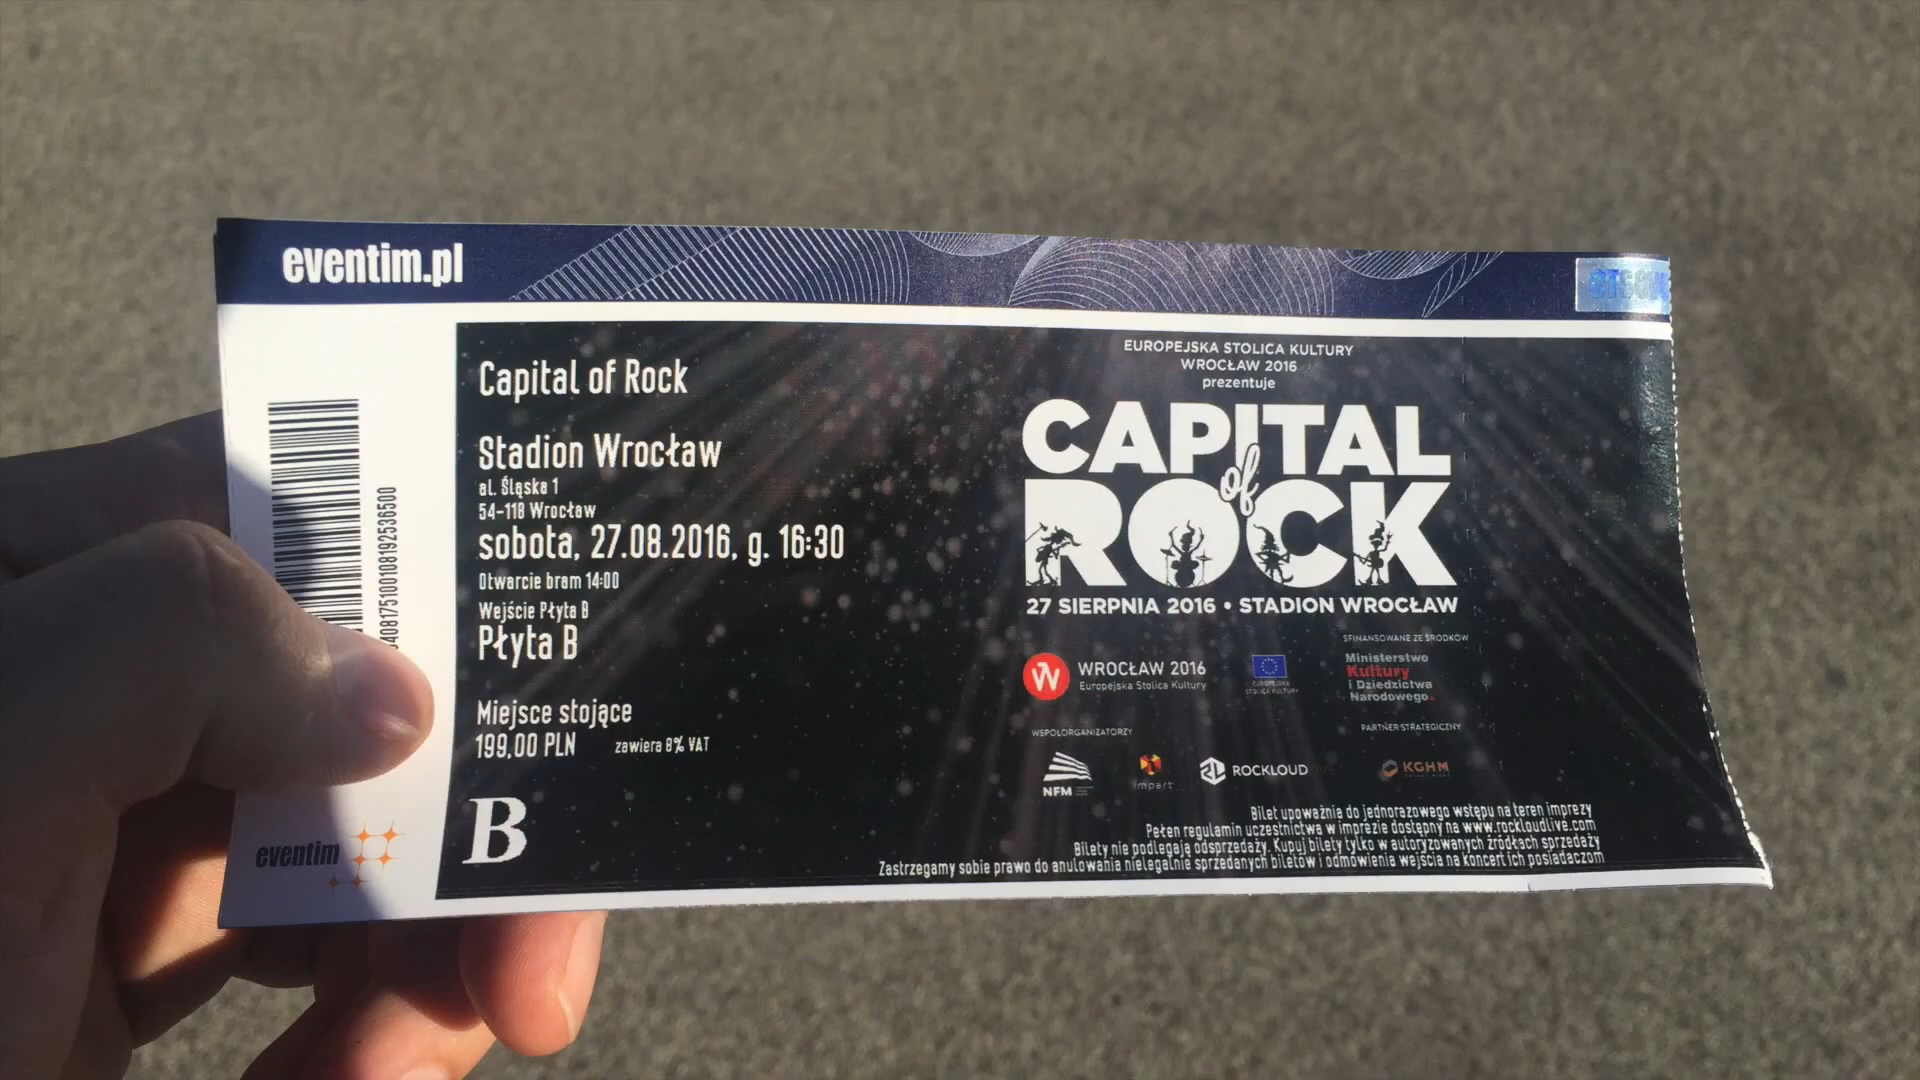 eventim.pl
Capital of Rock
Stadion Wrocław
al. Śląska 1
54-118 Wrocław
sobota, 27.08.2016, g. 16:30
Otwarcie bram 14:00
Wejście Płyta B
Płyta B
Miejsce stojące
199,00 PLN zawiera 8% VAT
B
eventim
EUROPEJSKA STOLICA KULTURY
WROCŁAW 2016
prezentuje
CAPITAL
of
ROCK
27 SIERPNIA 2016 • STADION WROCŁAW
WROCŁAW 2016
Europejska Stolica Kultury
EUROPEJSKA
STOLICA KULTURY
SFINANSOWANE ZE ŚRODKÓW
Ministerstwo
Kultury
i Dziedzictwa
Narodowego.
WSPÓŁORGANIZATORZY
PARTNER STRATEGICZNY
NFM
impart
ROCKLOUD LIVE
KGHM
Bilet upoważnia do jednorazowego wstępu na teren imprezy
Pełen regulamin uczestnictwa w imprezie dostępny na www.rockloudlive.com
Bilety nie podlegają odsprzedaży. Kupuj bilety tylko w autoryzowanych źródłach sprzedaży
Zastrzegamy sobie prawo do anulowania nielegalnie sprzedanych biletów i odmówienia wejścia na koncert ich posiadaczom